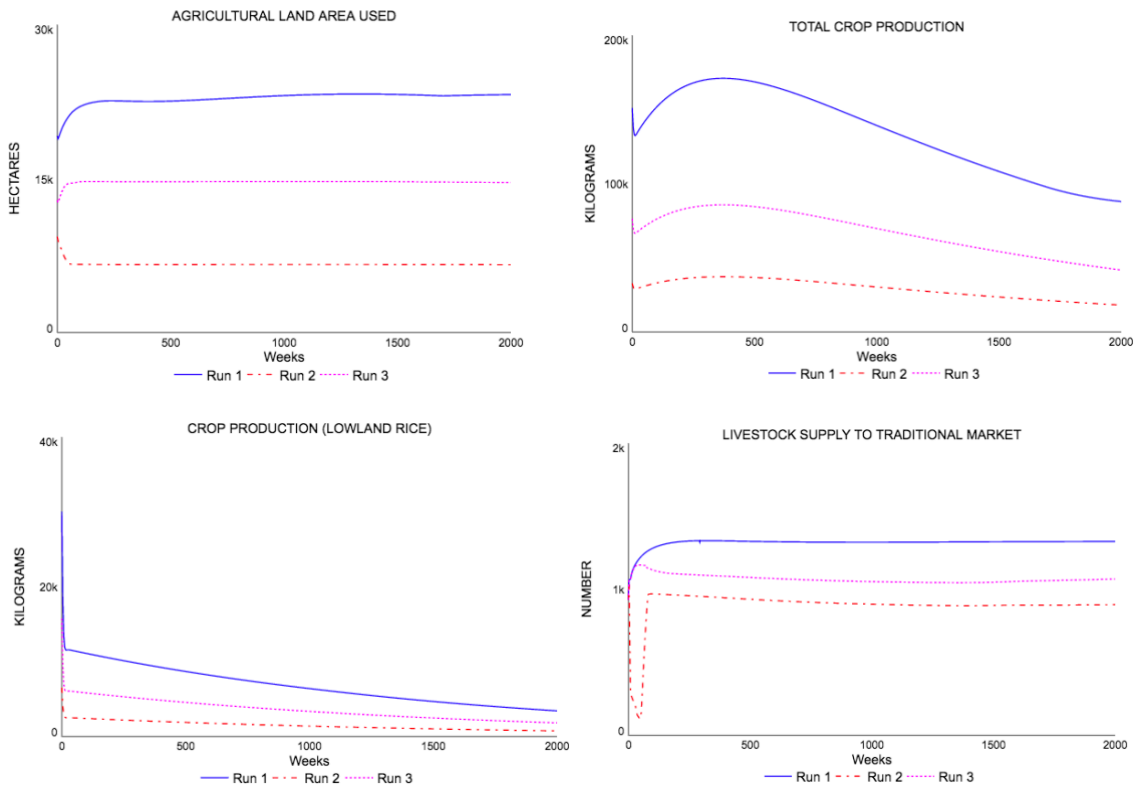 AGRICULTURAL LAND AREA USED
30k
15k
0
HECTARES
0 500 1000 1500 2000
Weeks
Run 1 Run 2 Run 3
TOTAL CROP PRODUCTION
200k
100k
0
KILOGRAMS
0 500 1000 1500 2000
Weeks
Run 1 Run 2 Run 3
CROP PRODUCTION (LOWLAND RICE)
40k
20k
0
KILOGRAMS
0 500 1000 1500 2000
Weeks
Run 1 Run 2 Run 3
LIVESTOCK SUPPLY TO TRADITIONAL MARKET
2k
1k
0
NUMBER
0 500 1000 1500 2000
Weeks
Run 1 Run 2 Run 3